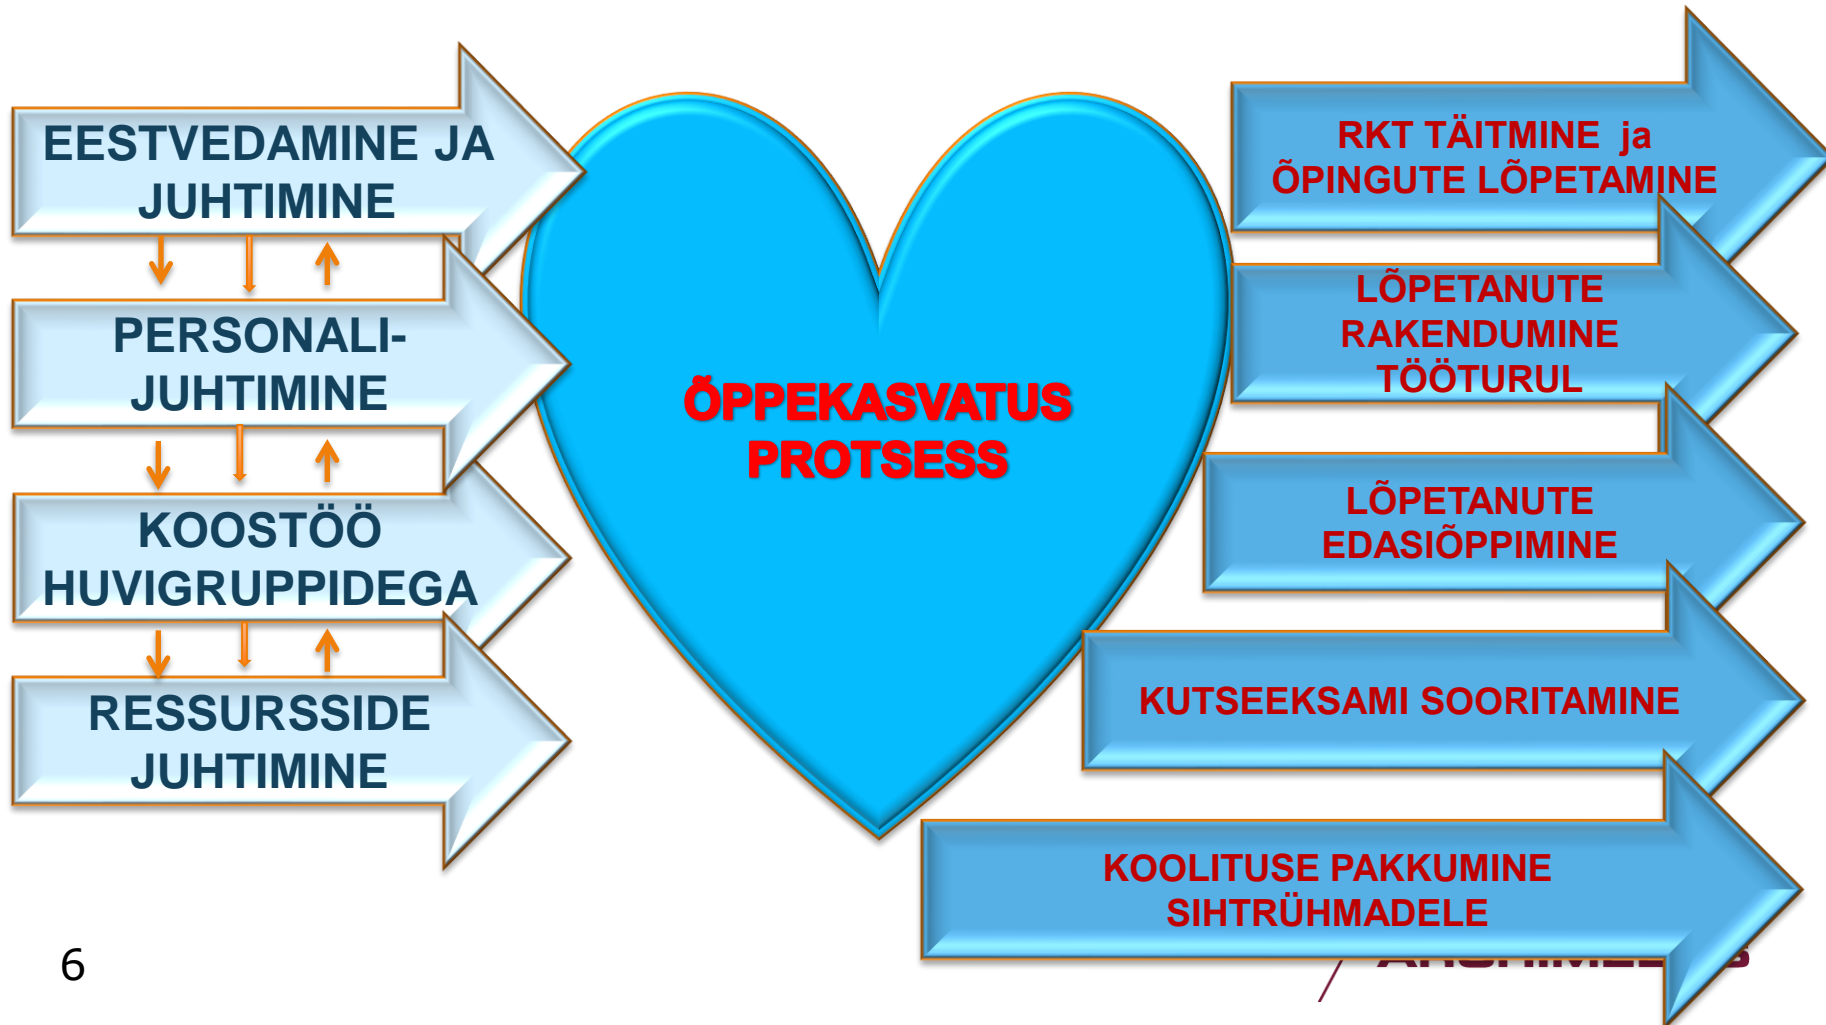 EESTVEDAMINE JA
JUHTIMINE
PERSONALI-
JUHTIMINE
KOOSTÖÖ
HUVIGRUPPIDEGA
RESSURSSIDE
JUHTIMINE
ÕPPEKASVATUS
PROTSESS
RKT TÄITMINE ja
ÕPINGUTE LÕPETAMINE
LÕPETANUTE
RAKENDUMINE
TÖÖTURUL
LÕPETANUTE
EDASIÕPPIMINE
KUTSEEKSAMI SOORITAMINE
KOOLITUSE PAKKUMINE
SIHTRÜHMADELE
6